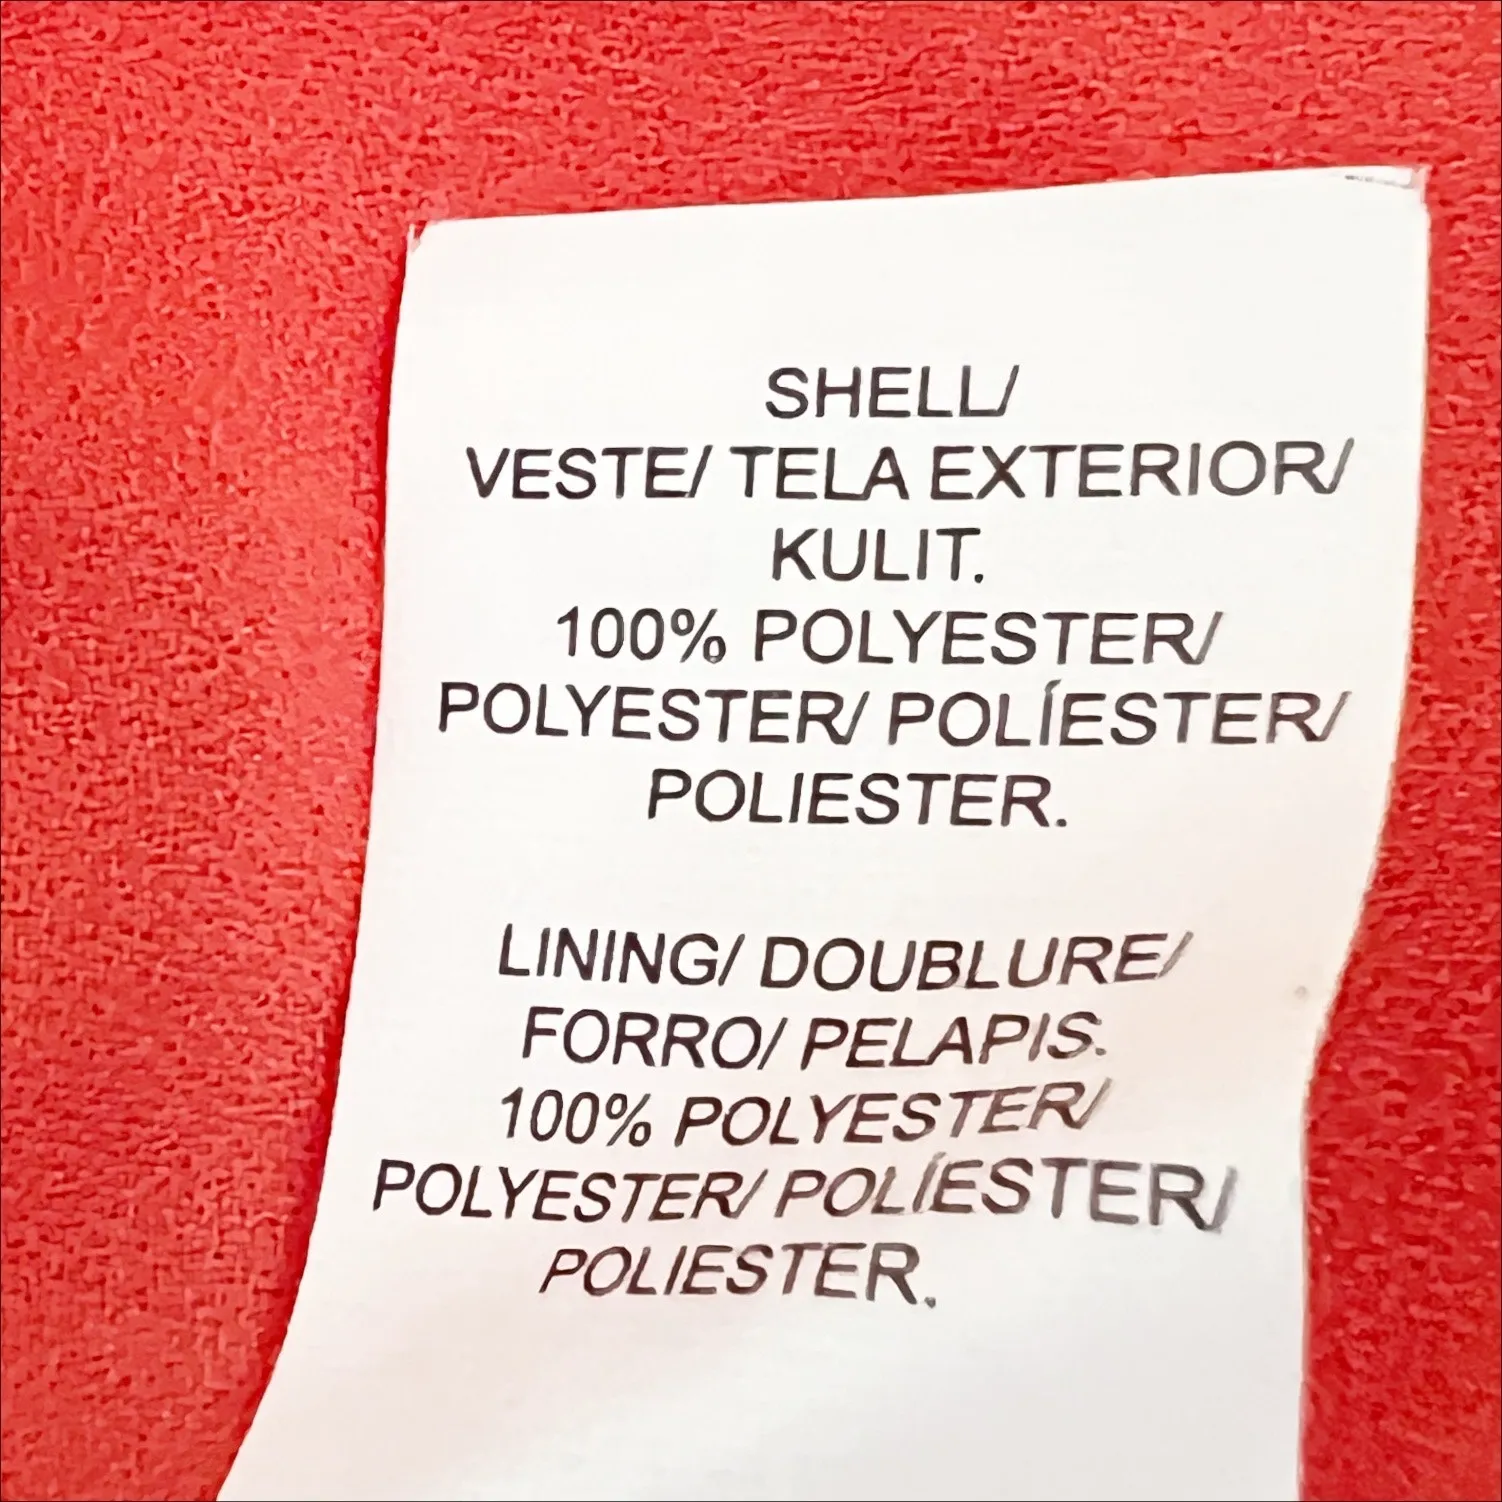 SHELL/
VESTE/ TELA EXTERIOR/
KULIT.
100% POLYESTER/
POLYESTER/ POLÍESTER/
POLIESTER.
LINING/ DOUBLURE/
FORRO/ PELAPIS.
100% POLYESTER/
POLYESTER/ POLÍESTER/
POLIESTER.